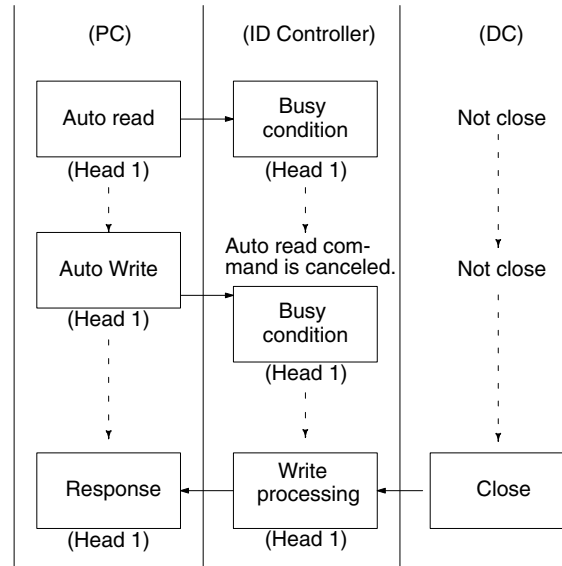 (PC)
(ID Controller)
(DC)
Auto read
Busy
condition
Not close
(Head 1)
(Head 1)
Auto read com-
mand is canceled.
Auto Write
Not close
(Head 1)
Busy
condition
(Head 1)
Response
Write
processing
Close
(Head 1)
(Head 1)